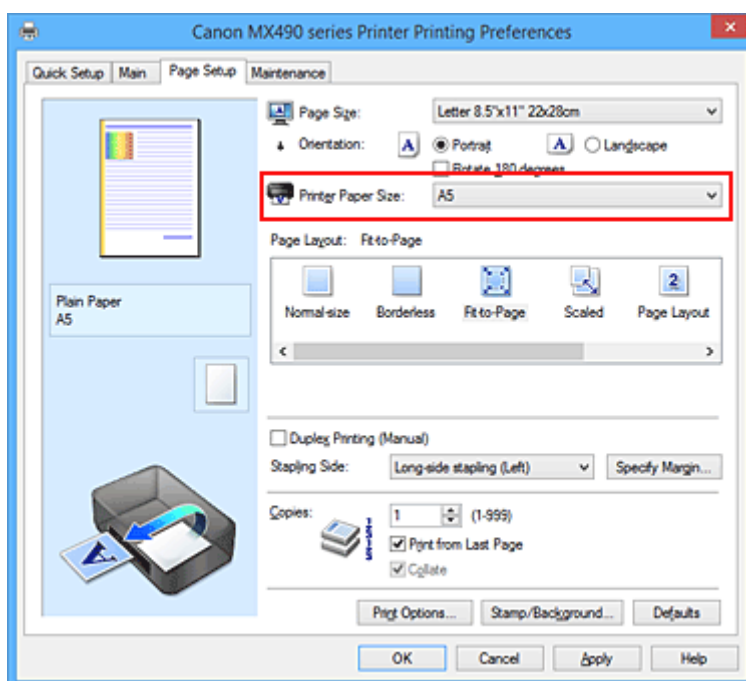 Canon MX490 series Printer Printing Preferences
Quick Setup Main Page Setup Maintenance
Page Size: Letter 8.5"x11" 22x28cm
Orientation: A Portrait A Landscape
Rotate 180 degrees
Printer Paper Size: A5
Page Layout: Fit-to-Page
2
Normal-size Borderless Fit-to-Page Scaled Page Layout
Plain Paper
A5
Duplex Printing (Manual)
Stapling Side: Long-side stapling (Left) Specify Margin...
Copies: 1 (1-999)
Print from Last Page
Collate
A
Print Options... Stamp/Background... Defaults
OK Cancel Apply Help